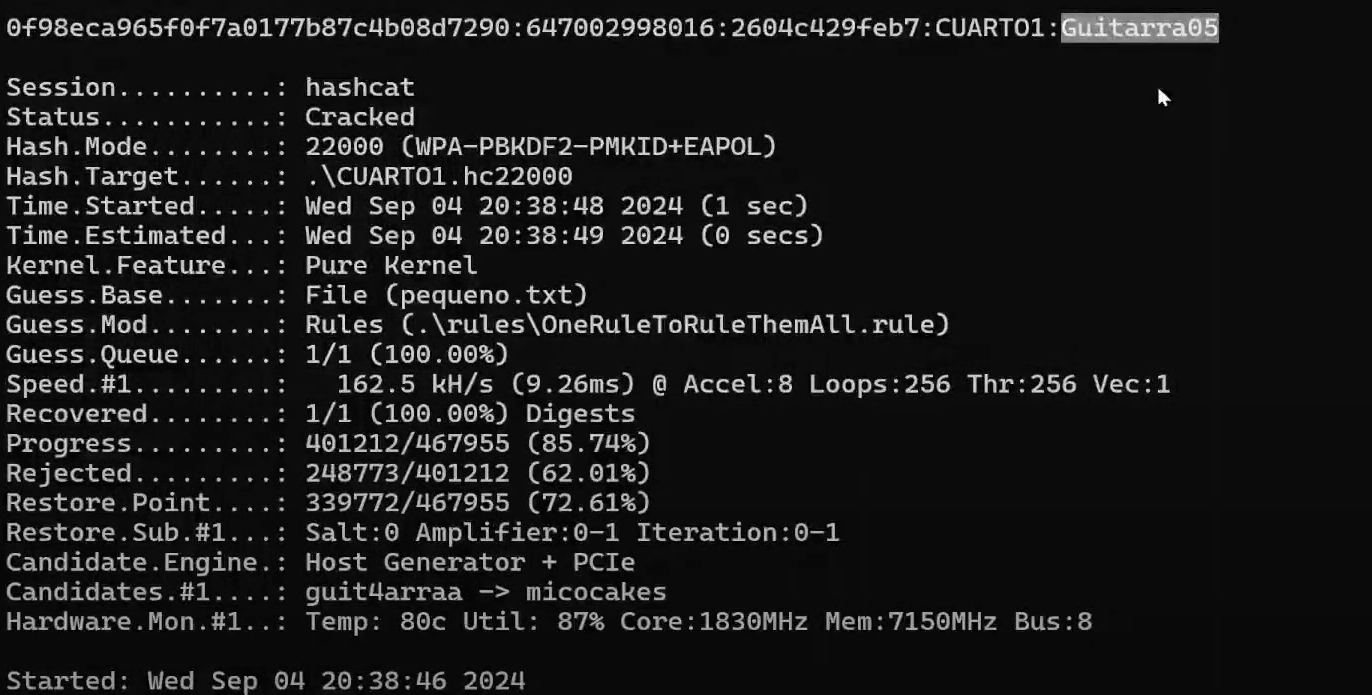 0f98eca965f0f7a0177b87c4b08d7290:647002998016:2604c429feb7:CUARTO1:Guitarra05
Session..........: hashcat
Status...........: Cracked
Hash.Mode........: 22000 (WPA-PBKDF2-PMKID+EAPOL)
Hash.Target......: .\CUARTO1.hc22000
Time.Started.....: Wed Sep 04 20:38:48 2024 (1 sec)
Time.Estimated...: Wed Sep 04 20:38:49 2024 (0 secs)
Kernel.Feature...: Pure Kernel
Guess.Base.......: File (pequeno.txt)
Guess.Mod........: Rules (.\rules\OneRuleToRuleThemAll.rule)
Guess.Queue......: 1/1 (100.00%)
Speed.#1.........:   162.5 kH/s (9.26ms) @ Accel:8 Loops:256 Thr:256 Vec:1
Recovered........: 1/1 (100.00%) Digests
Progress.........: 401212/467955 (85.74%)
Rejected.........: 248773/401212 (62.01%)
Restore.Point....: 339772/467955 (72.61%)
Restore.Sub.#1...: Salt:0 Amplifier:0-1 Iteration:0-1
Candidate.Engine.: Host Generator + PCIe
Candidates.#1....: guit4arraa -> micocakes
Hardware.Mon.#1..: Temp: 80c Util: 87% Core:1830MHz Mem:7150MHz Bus:8
Started: Wed Sep 04 20:38:46 2024